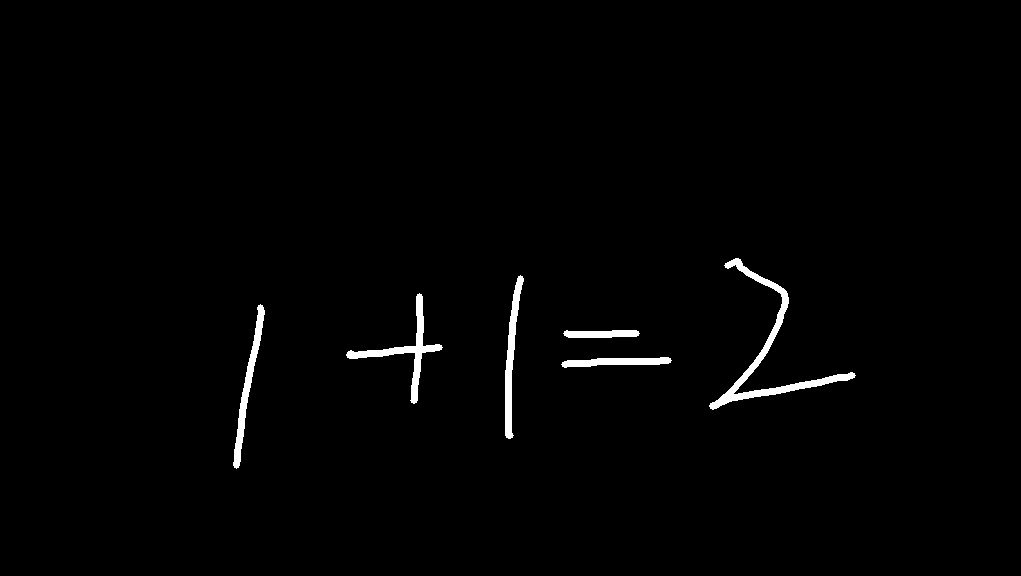 1 + 1 = 2